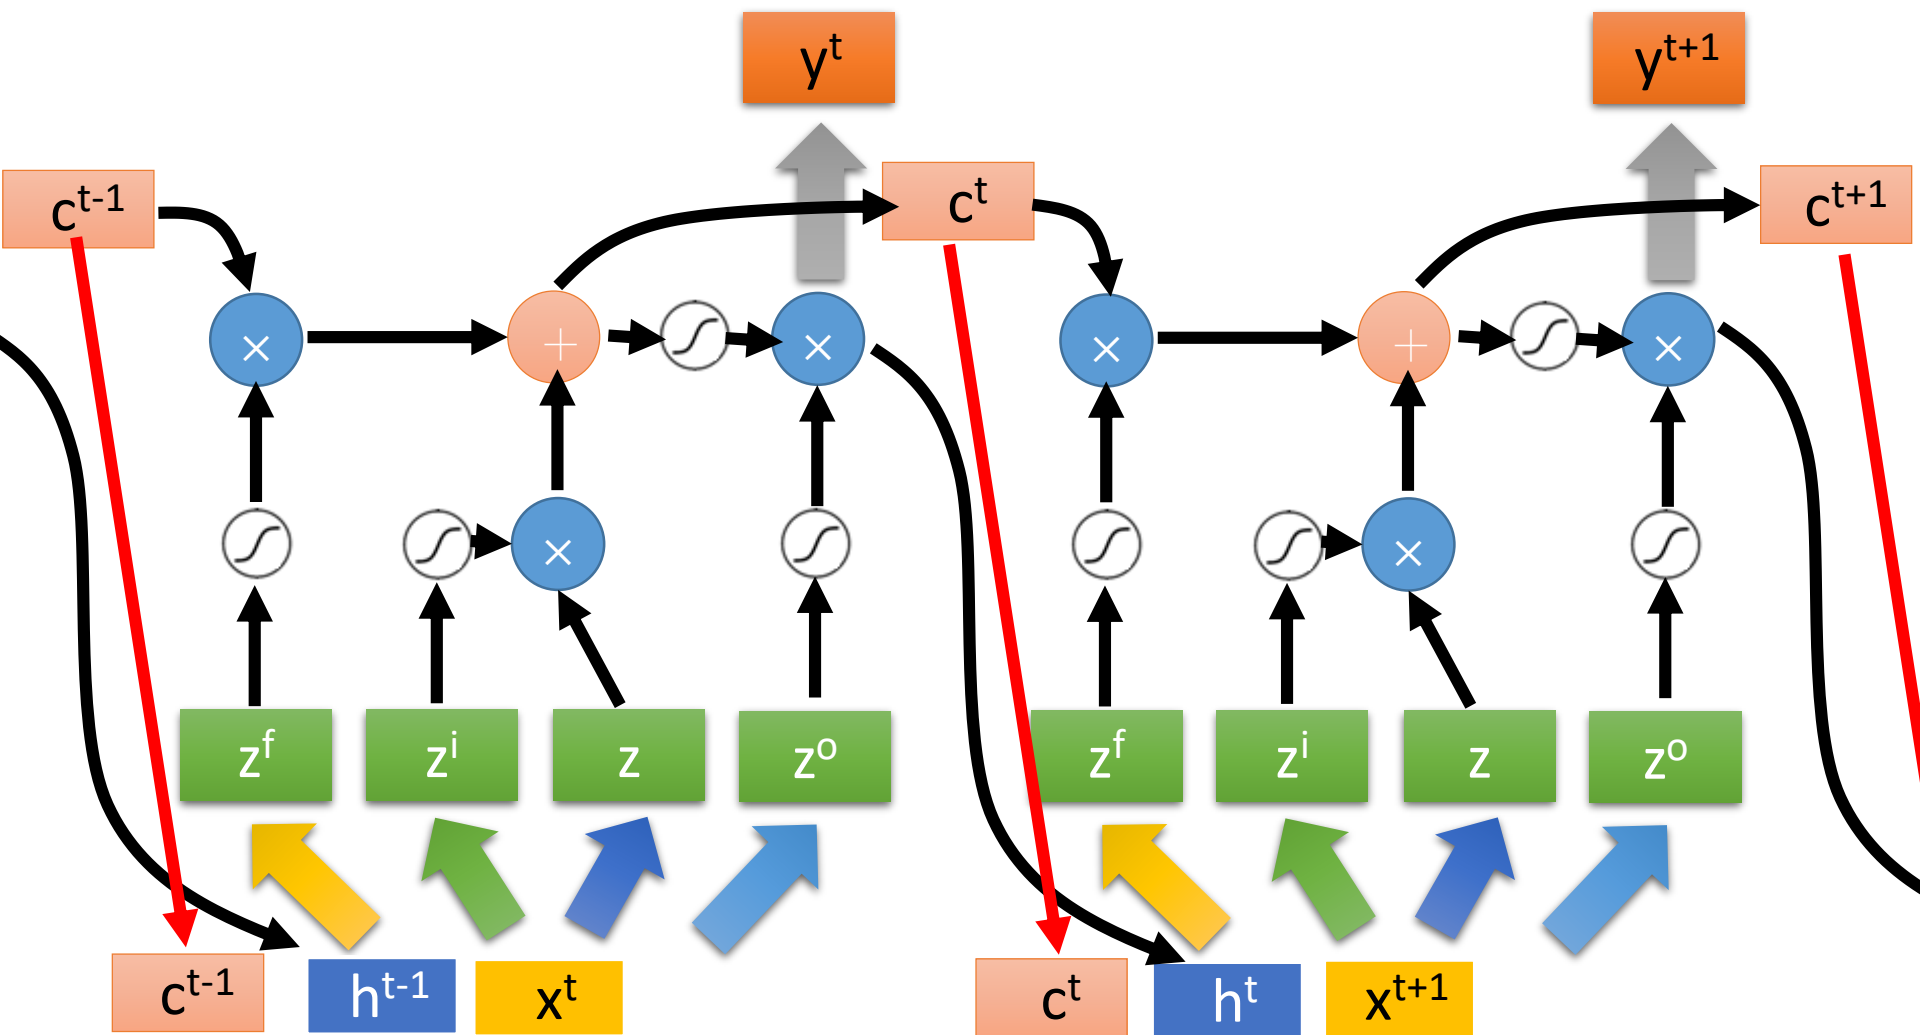 y^t
y^t+1
c^t-1
c^t
c^t+1
×
+
×
×
+
×
×
×
z^f
z^i
z
z^o
z^f
z^i
z
z^o
c^t-1
h^t-1
x^t
c^t
h^t
x^t+1